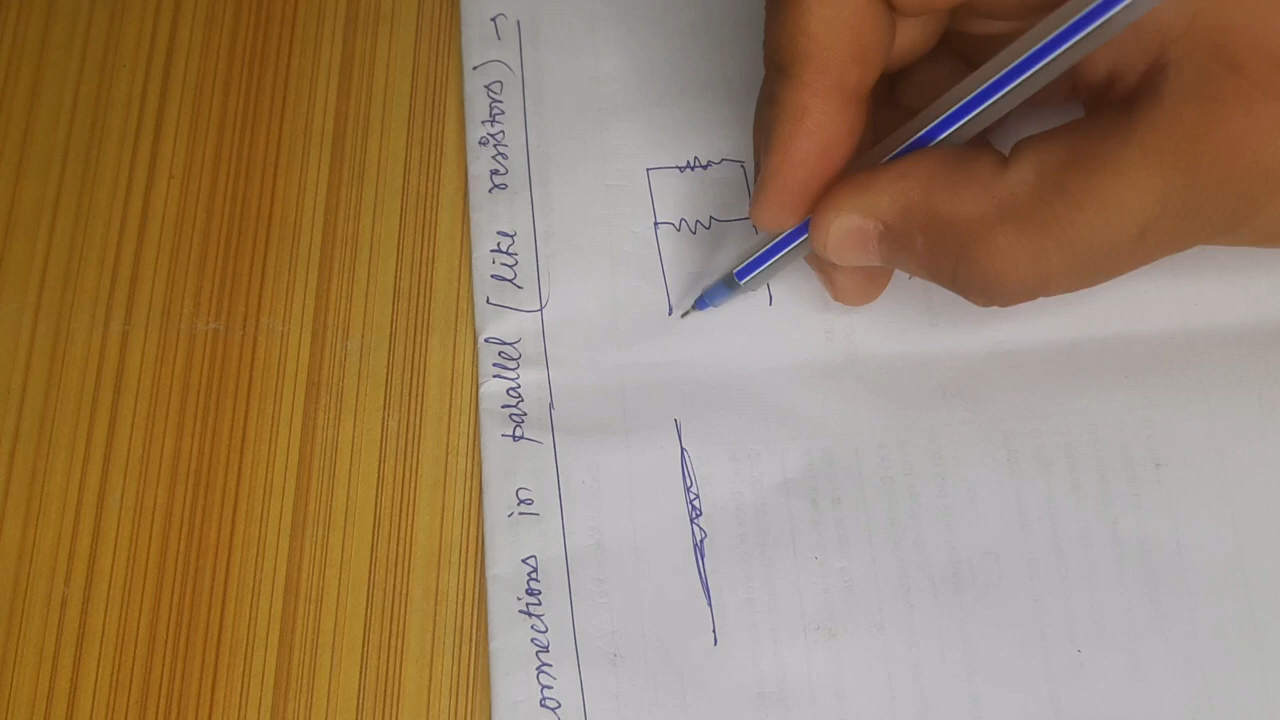 onnections in parallel (like resistors) →